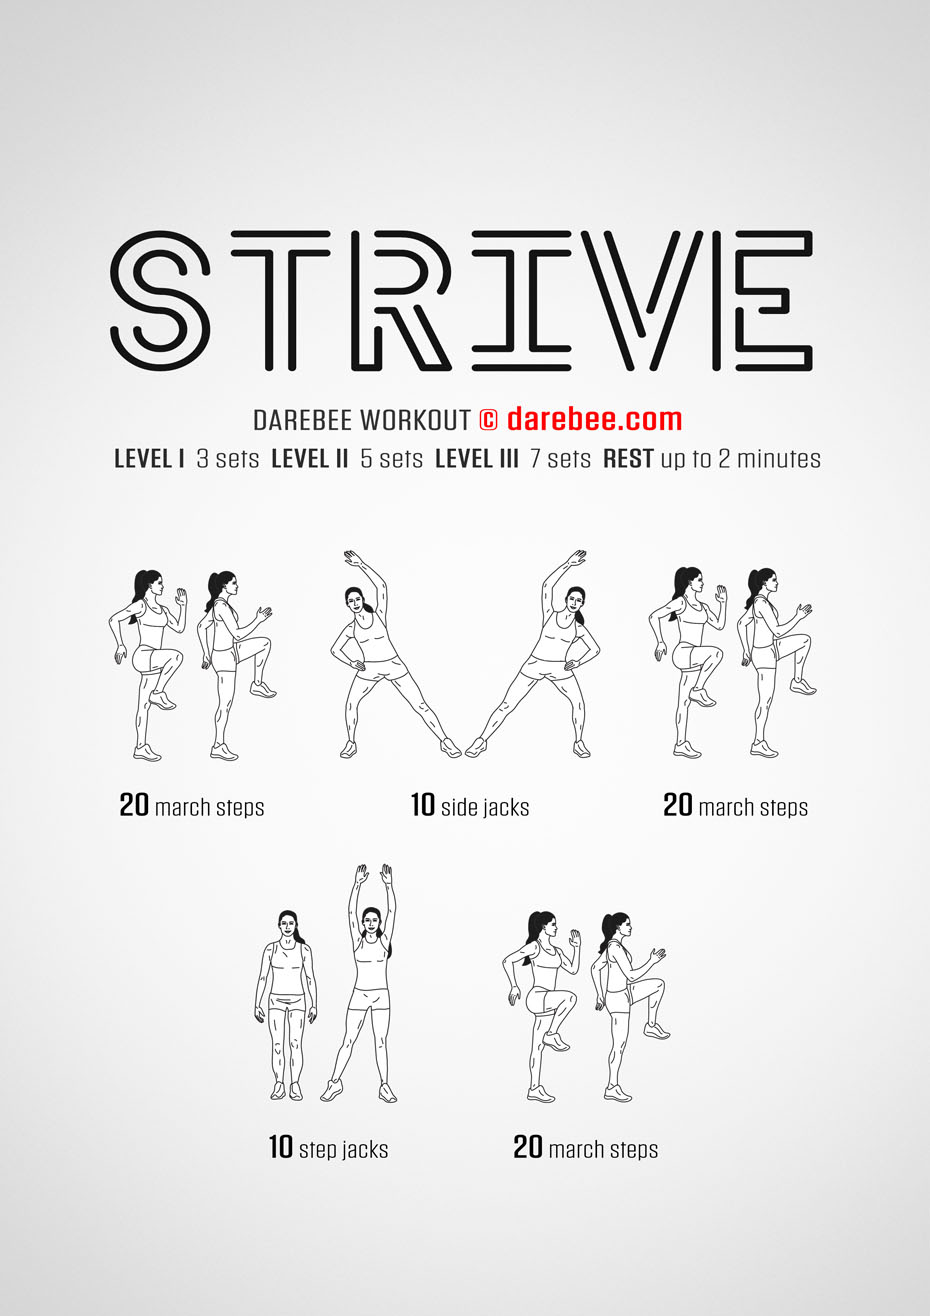 STRIVE
DAREBEE WORKOUT © darebee.com
LEVEL I 3 sets LEVEL II 5 sets LEVEL III 7 sets REST up to 2 minutes
20 march steps
10 side jacks
20 march steps
10 step jacks
20 march steps